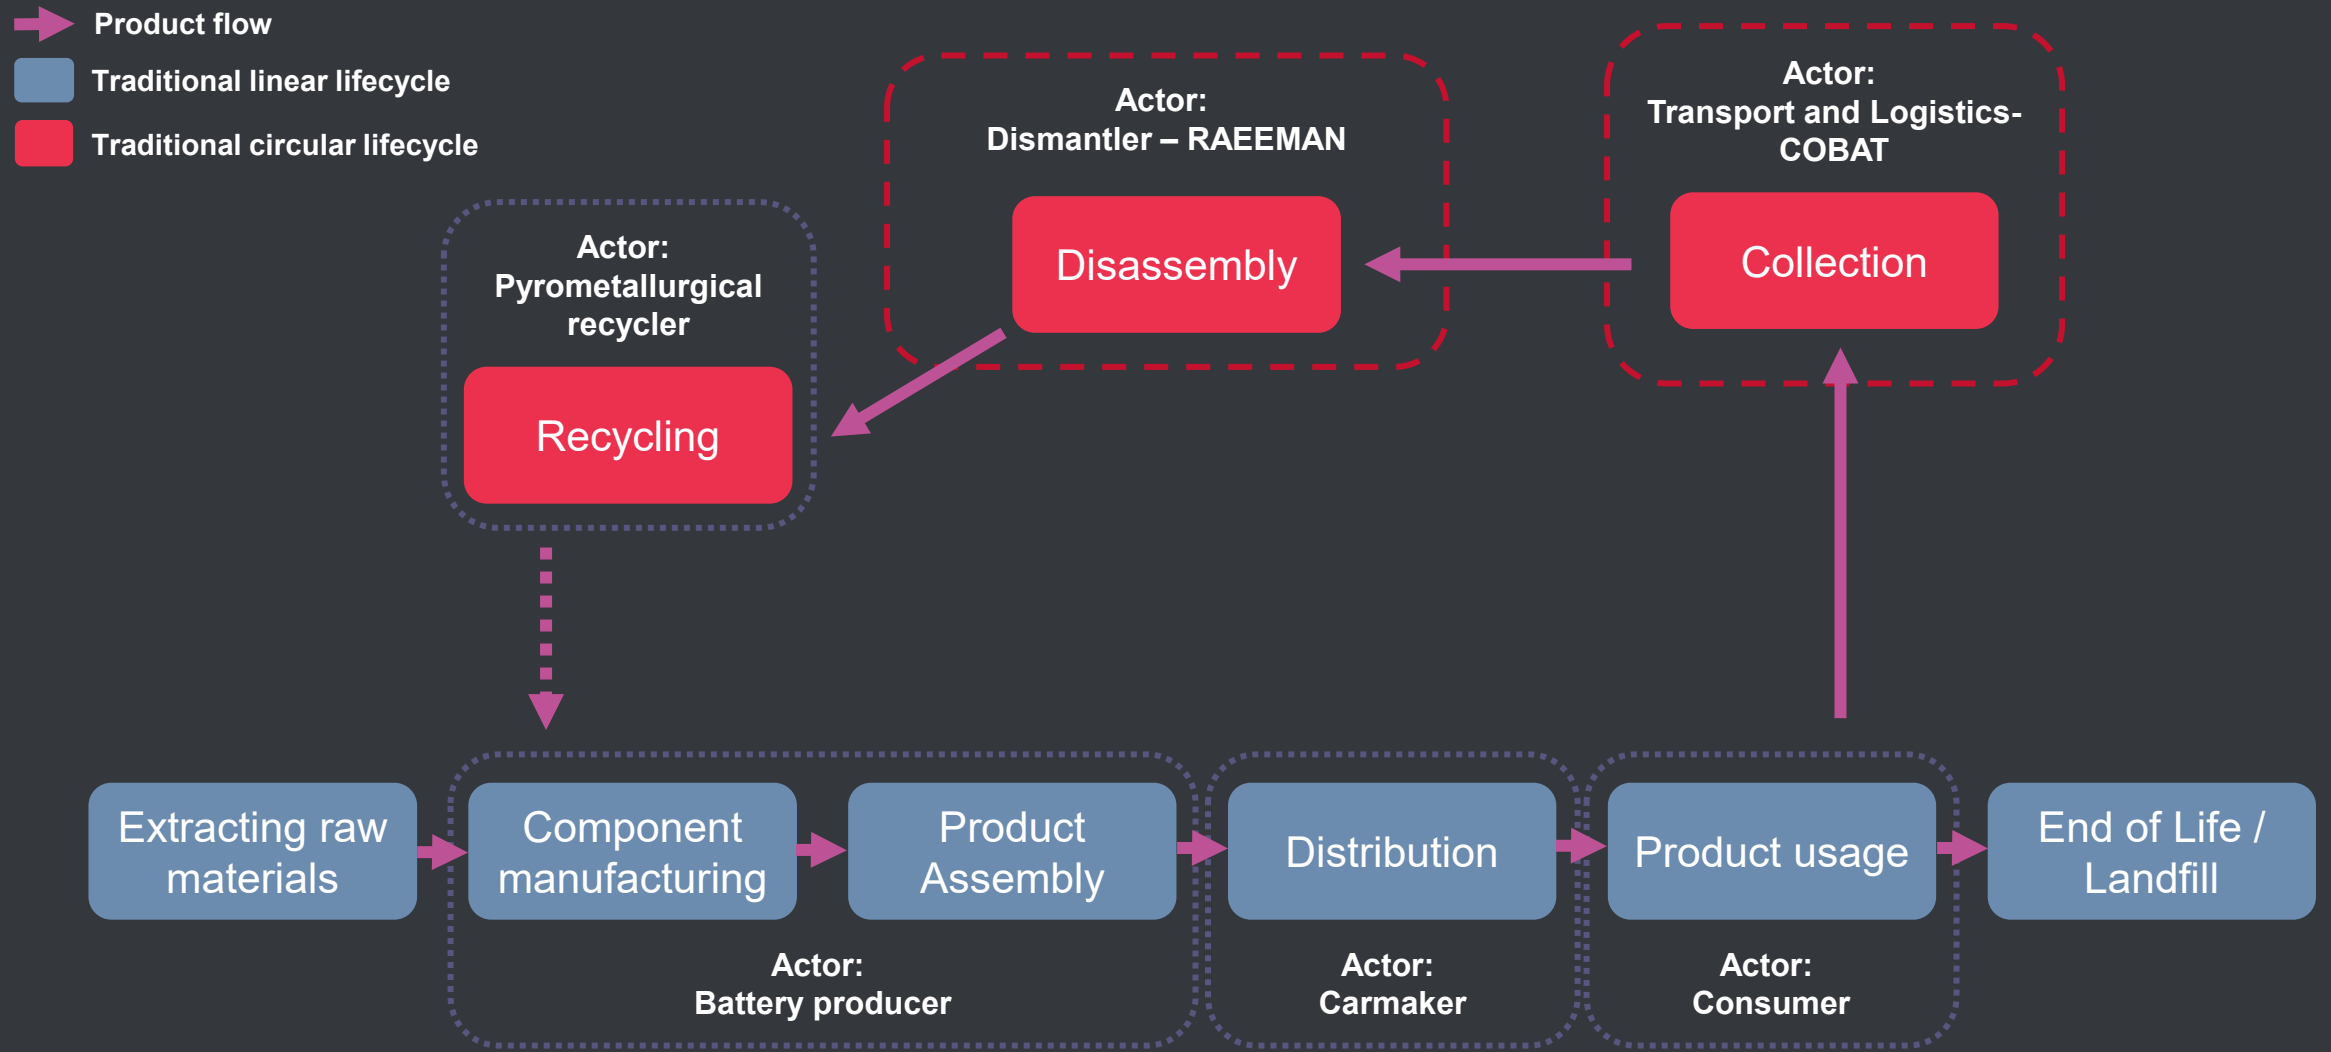 Product flow
Traditional linear lifecycle
Traditional circular lifecycle
Actor:
Transport and Logistics-
COBAT
Collection
Actor:
Dismantler – RAEEMAN
Disassembly
Actor:
Pyrometallurgical
recycler
Recycling
Extracting raw
materials
Component
manufacturing
Product
Assembly
Distribution
Product usage
End of Life /
Landfill
Actor:
Battery producer
Actor:
Carmaker
Actor:
Consumer